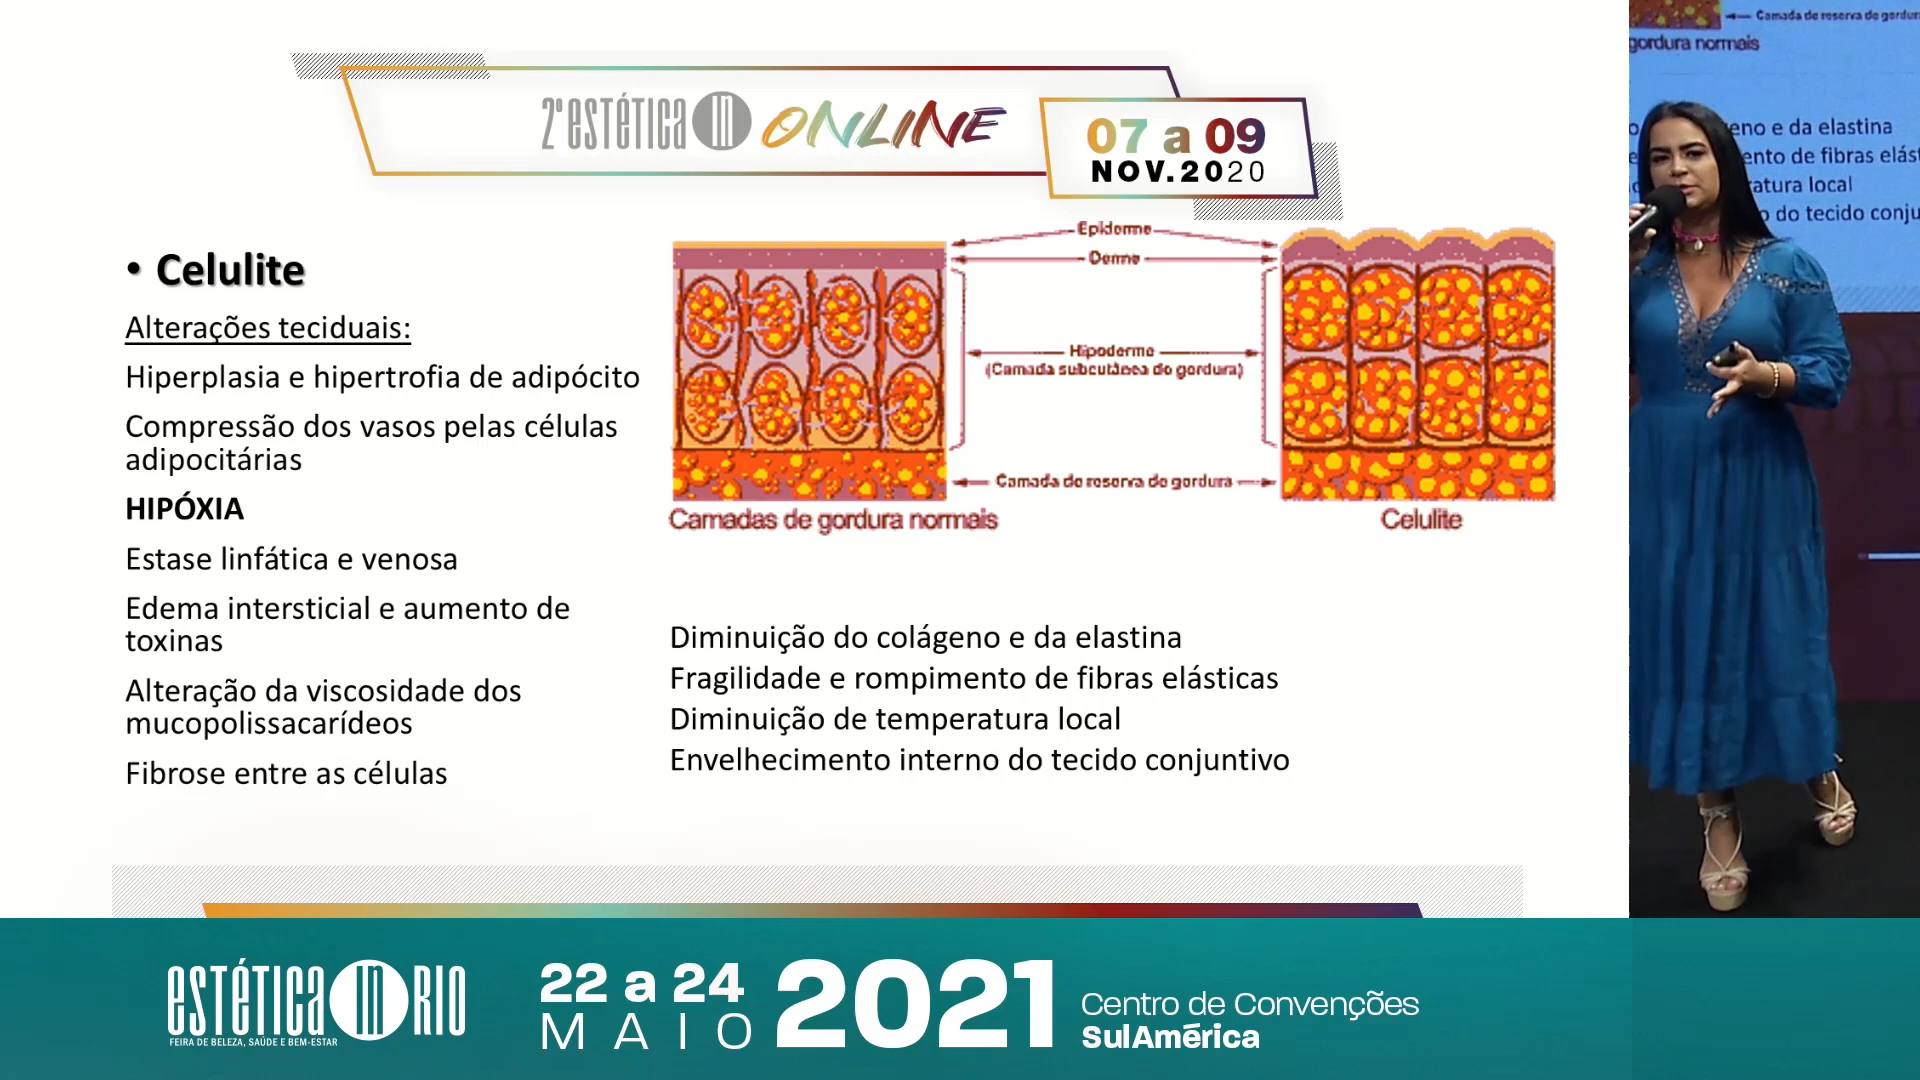 2ª estética in ONLINE
07 a 09
NOV.2020
• Celulite
Alterações teciduais:
Hiperplasia e hipertrofia de adipócito
Compressão dos vasos pelas células
adipocitárias
HIPÓXIA
Estase linfática e venosa
Edema intersticial e aumento de
toxinas
Alteração da viscosidade dos
mucopolissacarídeos
Fibrose entre as células
Epiderme
Derme
Hipoderme
(Camada subcutânea de gordura)
Camada de reserva de gordura
Camadas de gordura normais
Celulite
Diminuição do colágeno e da elastina
Fragilidade e rompimento de fibras elásticas
Diminuição de temperatura local
Envelhecimento interno do tecido conjuntivo
Camada de reserva de
gordura normais
eno e da elastina
ento de fibras
ratura local
do tecido
estética in RIO
FEIRA DE BELEZA, SAÚDE E BEM-ESTAR
22 a 24
MAIO
2021
Centro de Convenções
SulAmérica